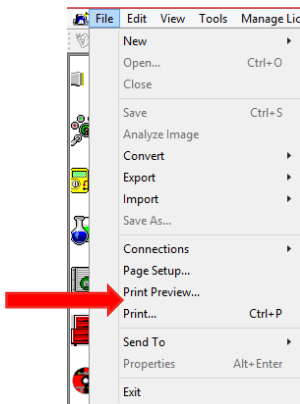 File Edit View Tools Manage Lic
New
Open... Ctrl+O
Close
Save Ctrl+S
Analyze Image
Convert
Export
Import
Save As...
Connections
Page Setup...
Print Preview...
Print... Ctrl+P
Send To
Properties Alt+Enter
Exit